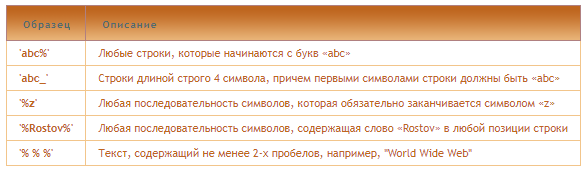 Образец Описание
'abc%' Любые строки, которые начинаются с букв «abc»
'abc_' Строки длиной строго 4 символа, причем первыми символами строки должны быть «abc»
'%z' Любая последовательность символов, которая обязательно заканчивается символом «z»
'%Rostov%' Любая последовательность символов, содержащая слово «Rostov» в любой позиции строки
'% % %' Текст, содержащий не менее 2-х пробелов, например, "World Wide Web"